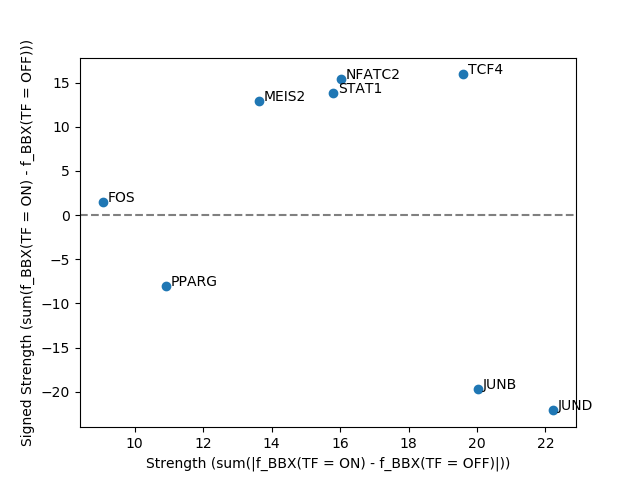 Signed Strength (sum(f_BBX(TF = ON) - f_BBX(TF = OFF)))
15
10
5
0
−5
−10
−15
−20
TCF4
NFATC2
STAT1
MEIS2
FOS
PPARG
JUNB
JUND
10 12 14 16 18 20 22
Strength (sum(|f_BBX(TF = ON) - f_BBX(TF = OFF)|))